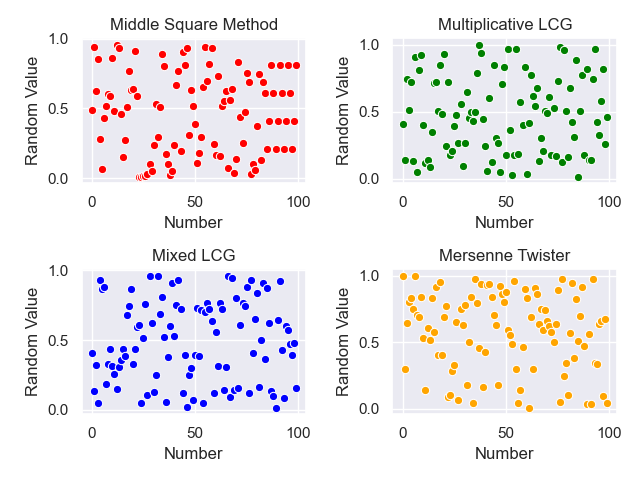 Middle Square Method
Random Value
1.0
0.5
0.0
0
50
100
Number
Multiplicative LCG
Random Value
1.0
0.5
0.0
0
50
100
Number
Mixed LCG
Random Value
1.0
0.5
0.0
0
50
100
Number
Mersenne Twister
Random Value
1.0
0.5
0.0
0
50
100
Number